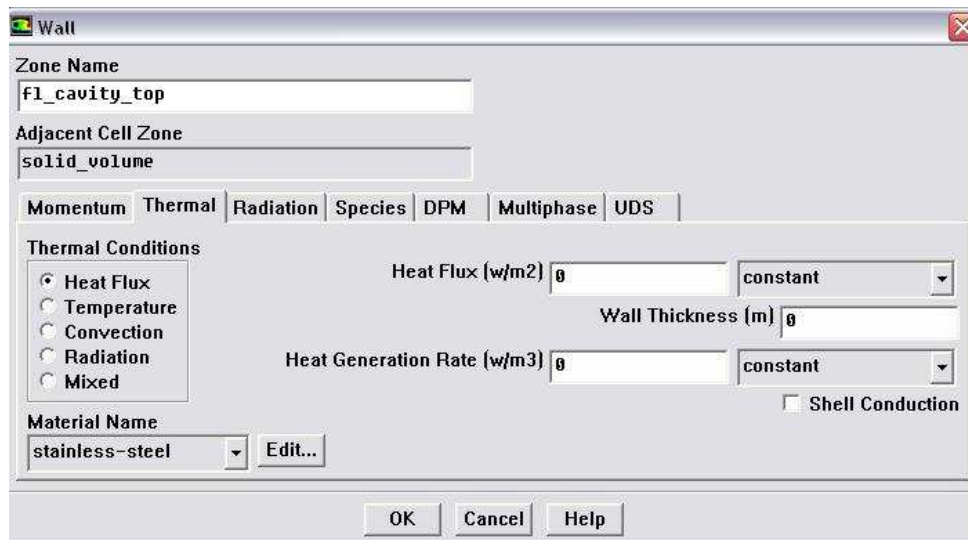 Wall
Zone Name
fl_cavity_top
Adjacent Cell Zone
solid_volume
Momentum Thermal Radiation Species DPM Multiphase UDS
Thermal Conditions
Heat Flux
Temperature
Convection
Radiation
Mixed
Heat Flux (w/m2) 0 constant
Wall Thickness (m) 0
Heat Generation Rate (w/m3) 0 constant
Shell Conduction
Material Name
stainless-steel Edit...
OK Cancel Help